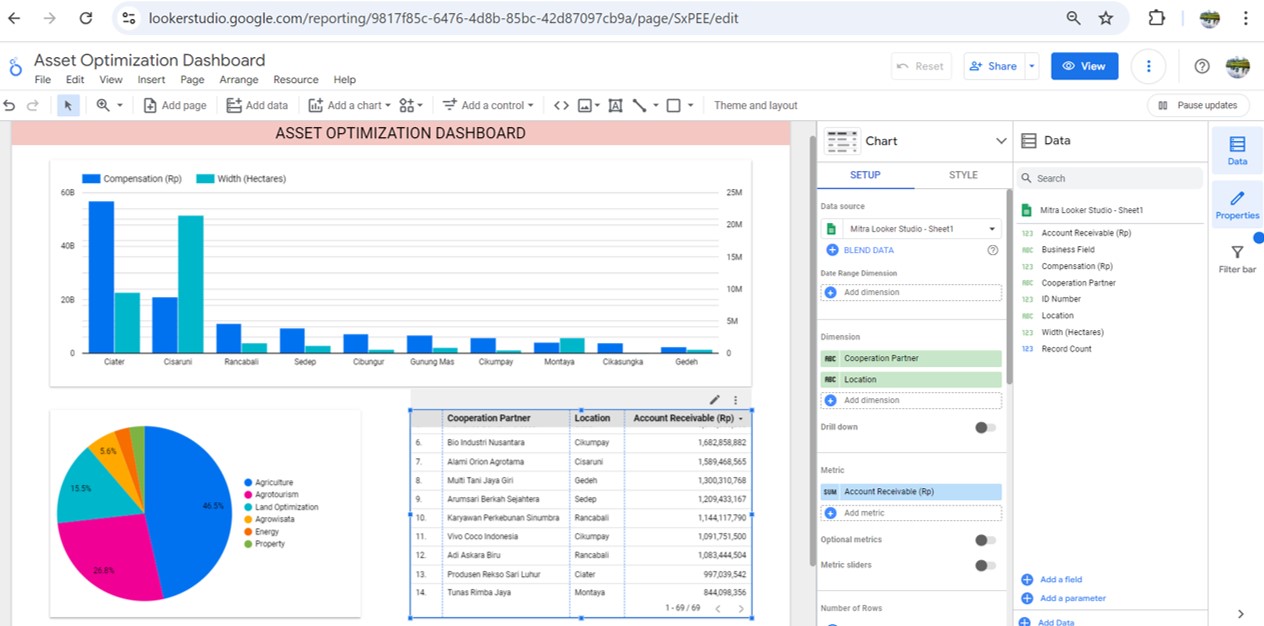 lookerstudio.google.com/reporting/9817f85c-6476-4d8b-85bc-42d87097cb9a/page/SxPEE/edit
Asset Optimization Dashboard
File Edit View Insert Page Arrange Resource Help
Reset Share View
Add page Add data Add a chart Add a control Theme and layout Pause updates
ASSET OPTIMIZATION DASHBOARD
Compensation (Rp) Width (Hectares)
60B 25M
20M
40B
15M
10M
20B
5M
0 0
Ciater Cisaruni Rancabali Sedep Cibungur Gunung Mas Cikumpay Montaya Cikasungka Gedeh
46.5%
26.8%
15.5%
5.6%
Agriculture
Agrotourism
Land Optimization
Agrowisata
Energy
Property
Cooperation Partner Location Account Receivable (Rp)
6. Bio Industri Nusantara Cikumpay 1,682,858,882
7. Alami Orion Agrotama Cisaruni 1,589,468,565
8. Multi Tani Jaya Giri Gedeh 1,300,310,768
9. Arumsari Berkah Sejahtera Sedep 1,209,433,167
10. Karyawan Perkebunan Sinumbra Rancabali 1,144,117,790
11. Vivo Coco Indonesia Cikumpay 1,091,751,500
12. Adi Askara Biru Rancabali 1,083,444,504
13. Produsen Rekso Sari Luhur Ciater 997,039,542
14. Tunas Rimba Jaya Montaya 844,098,356
1 - 69 / 69
Chart
SETUP STYLE
Data source
Mitra Looker Studio - Sheet1
BLEND DATA
Date Range Dimension
Add dimension
Dimension
ABC Cooperation Partner
ABC Location
Add dimension
Drill down
Metric
SUM Account Receivable (Rp)
Add metric
Optional metrics
Metric sliders
Number of Rows
Data
Search
Mitra Looker Studio - Sheet1
123 Account Receivable (Rp)
ABC Business Field
123 Compensation (Rp)
ABC Cooperation Partner
123 ID Number
ABC Location
123 Width (Hectares)
123 Record Count
Add a field
Add a parameter
Add Data
Data
Properties
Filter bar